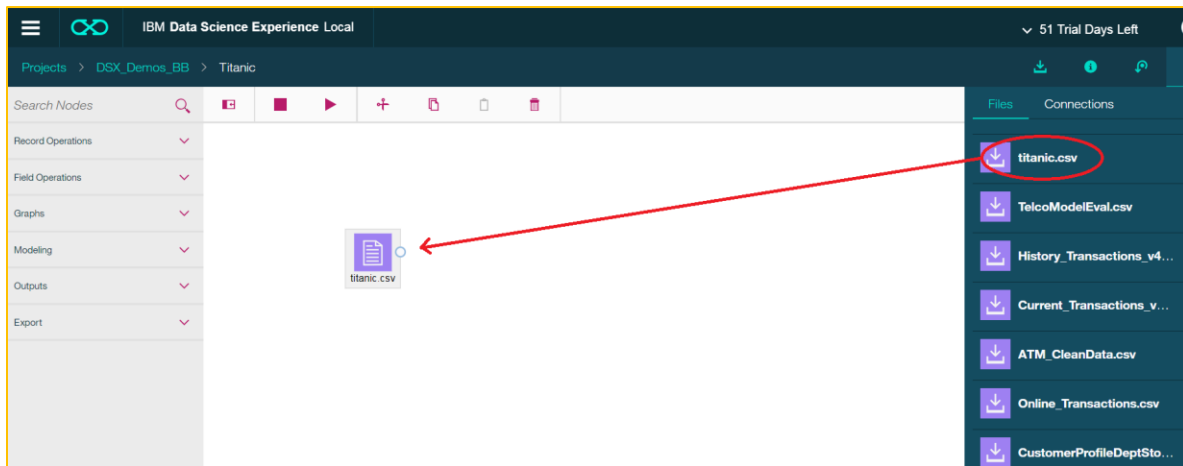 IBM Data Science Experience Local
51 Trial Days Left
Projects > DSX_Demos_BB > Titanic
Search Nodes
Record Operations
Field Operations
Graphs
Modeling
Outputs
Export
titanic.csv
Files Connections
titanic.csv
TelcoModelEval.csv
History_Transactions_v4...
Current_Transactions_v...
ATM_CleanData.csv
Online_Transactions.csv
CustomerProfileDeptSto...